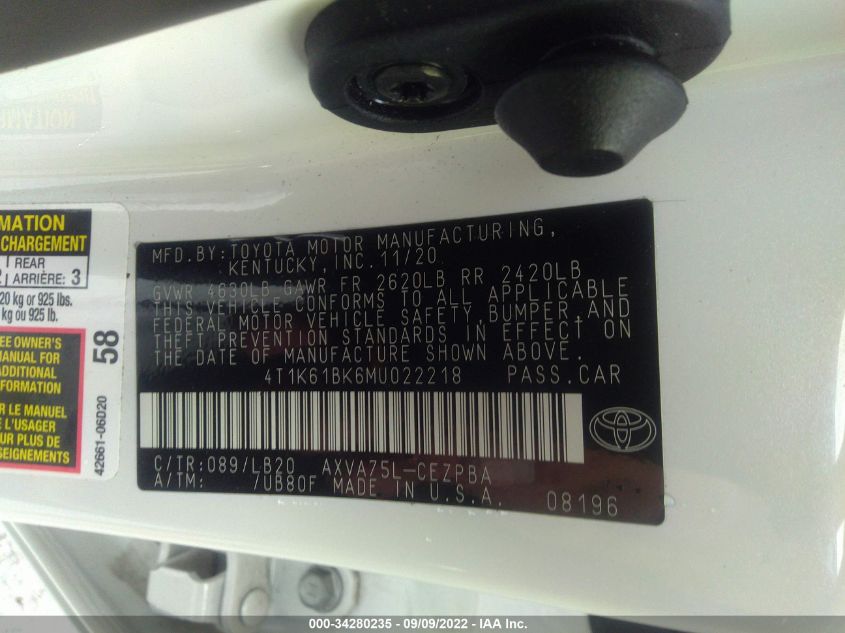 MATION
MATION
CHARGEMENT
REAR
ARRIÈRE: 3
20 kg or 925 lbs.
kg ou 925 lb.
EE OWNER'S
MANUAL FOR
ADDITIONAL
FORMATION
R LE MANUEL
E L'USAGER
UR PLUS DE
SEIGNEMENTS
58
42661-06D20
MFD.BY:TOYOTA MOTOR MANUFACTURING,
KENTUCKY,INC.11/20
GVWR 4630LB GAWR FR 2620LB RR 2420LB
THIS VEHICLE CONFORMS TO ALL APPLICABLE
FEDERAL MOTOR VEHICLE SAFETY,BUMPER,AND
THEFT PREVENTION STANDARDS IN EFFECT ON
THE DATE OF MANUFACTURE SHOWN ABOVE.
4T1K61BK6MU022218 PASS.CAR
C/TR:089/LB20 AXVA75L-CEZPBA
A/TM: 7UB80F MADE IN U.S.A. 08196
000-34280235 - 09/09/2022 - IAA Inc.